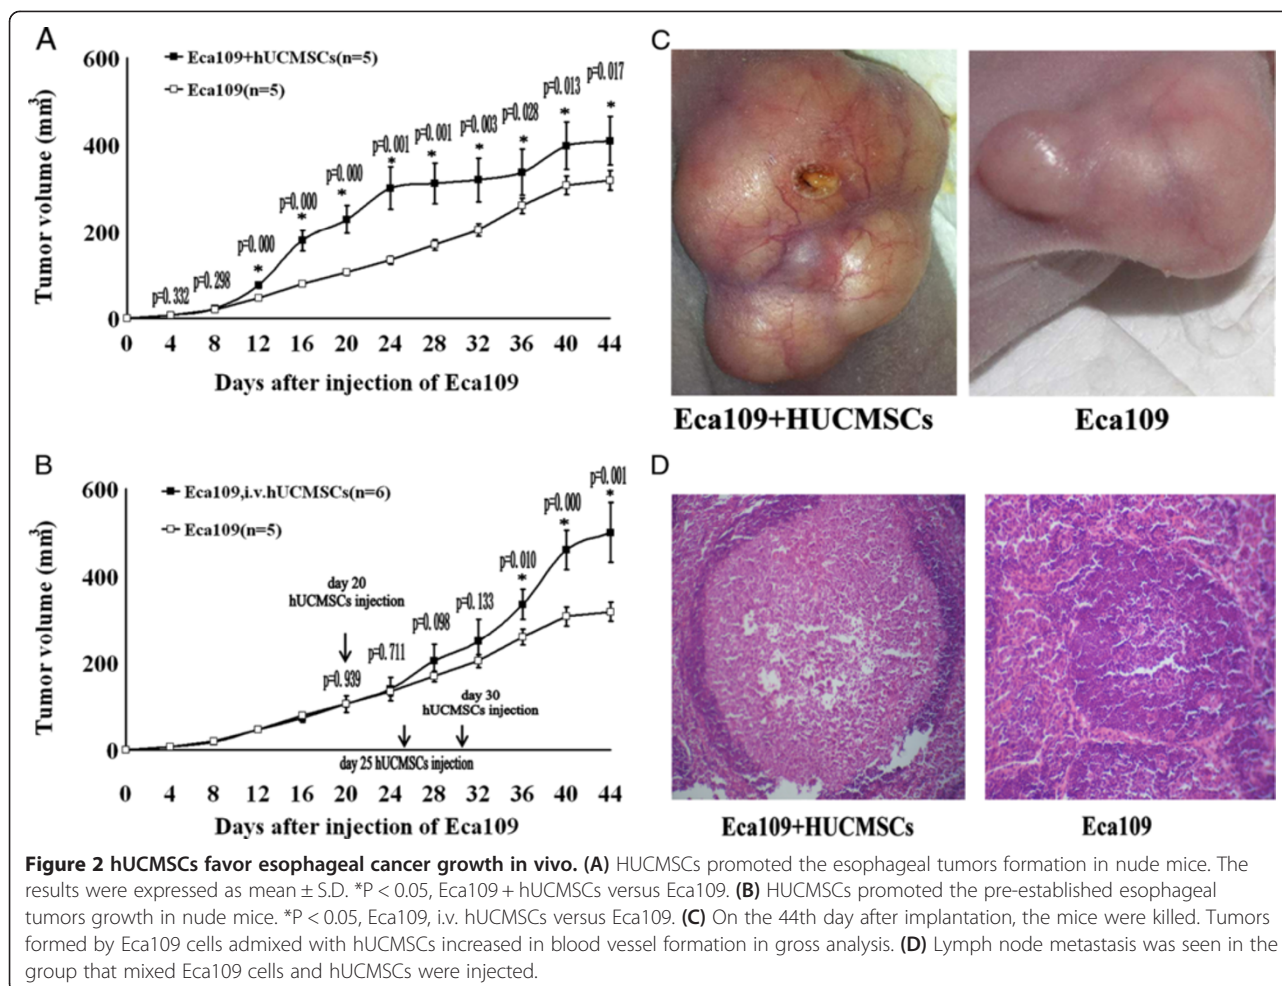 A
600
400
200
0
Tumor volume (mm³)
Eca109+hUCMSCs(n=5)
Eca109(n=5)
p=0.332
p=0.298
p=0.000
*
p=0.000
*
p=0.000
*
p=0.001
*
p=0.001
*
p=0.003
*
p=0.028
*
p=0.013
*
p=0.017
*
0 4 8 12 16 20 24 28 32 36 40 44
Days after injection of Eca109
C
Eca109+HUCMSCs
Eca109
B
600
400
200
0
Tumor volume (mm³)
Eca109,i.v.hUCMSCs(n=6)
Eca109(n=5)
day 20
hUCMSCs injection
p=0.939
p=0.711
p=0.098
p=0.133
p=0.010
*
p=0.000
*
p=0.001
*
day 30
hUCMSCs injection
day 25 hUCMSCs injection
0 4 8 12 16 20 24 28 32 36 40 44
Days after injection of Eca109
D
Eca109+HUCMSCs
Eca109
Figure 2 hUCMSCs favor esophageal cancer growth in vivo. (A) HUCMSCs promoted the esophageal tumors formation in nude mice. The
results were expressed as mean ± S.D. *P < 0.05, Eca109 + hUCMSCs versus Eca109. (B) HUCMSCs promoted the pre-established esophageal
tumors growth in nude mice. *P < 0.05, Eca109, i.v. hUCMSCs versus Eca109. (C) On the 44th day after implantation, the mice were killed. Tumors
formed by Eca109 cells admixed with hUCMSCs increased in blood vessel formation in gross analysis. (D) Lymph node metastasis was seen in the
group that mixed Eca109 cells and hUCMSCs were injected.